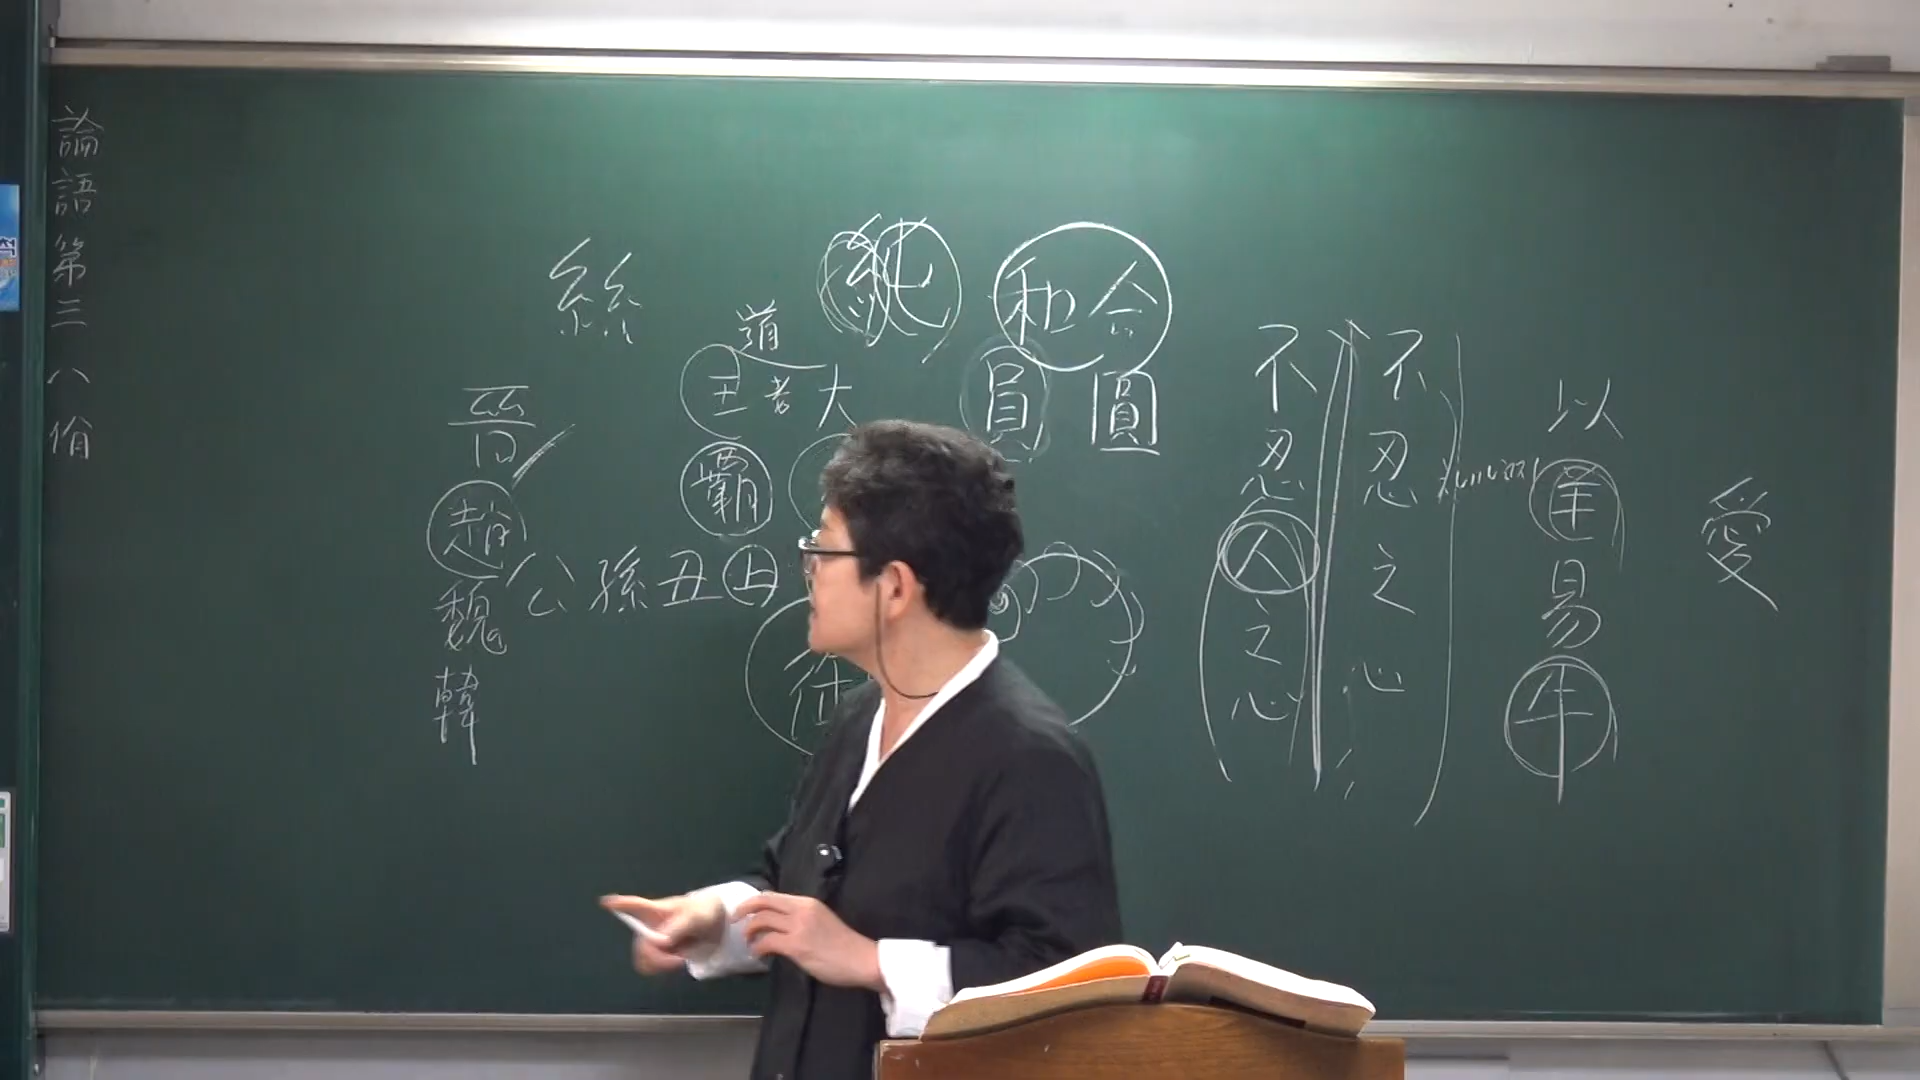 論語第三 八佾
絲
純
和合
道
王者大
霸
員 圓
晉
趙
魏
韓
公孫丑上
不忍人之心
不忍之心
以羊易牛
愛
척